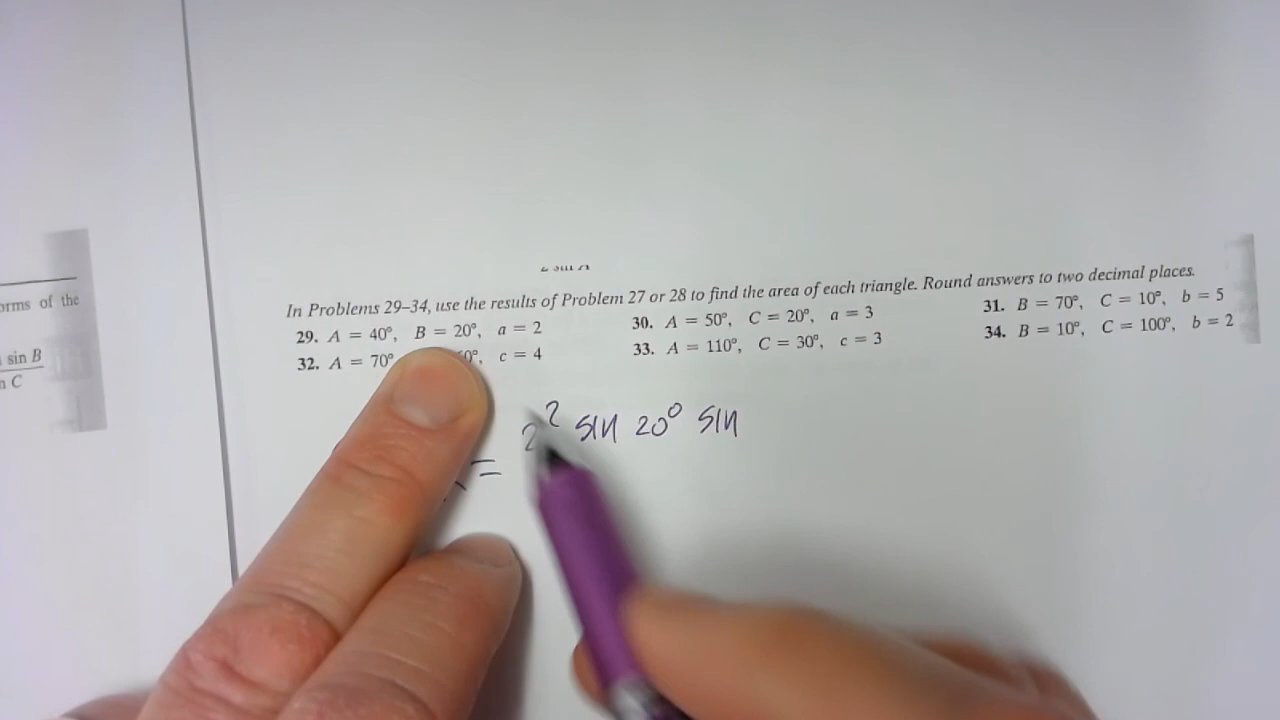 orms of the
sin B
n C
In Problems 29–34, use the results of Problem 27 or 28 to find the area of each triangle. Round answers to two decimal places.
29. A = 40°, B = 20°, a = 2
30. A = 50°, C = 20°, a = 3
31. B = 70°, C = 10°, b = 5
32. A = 70° 0°, c = 4
33. A = 110°, C = 30°, c = 3
34. B = 10°, C = 100°, b = 2
= 2² sin 20° sin